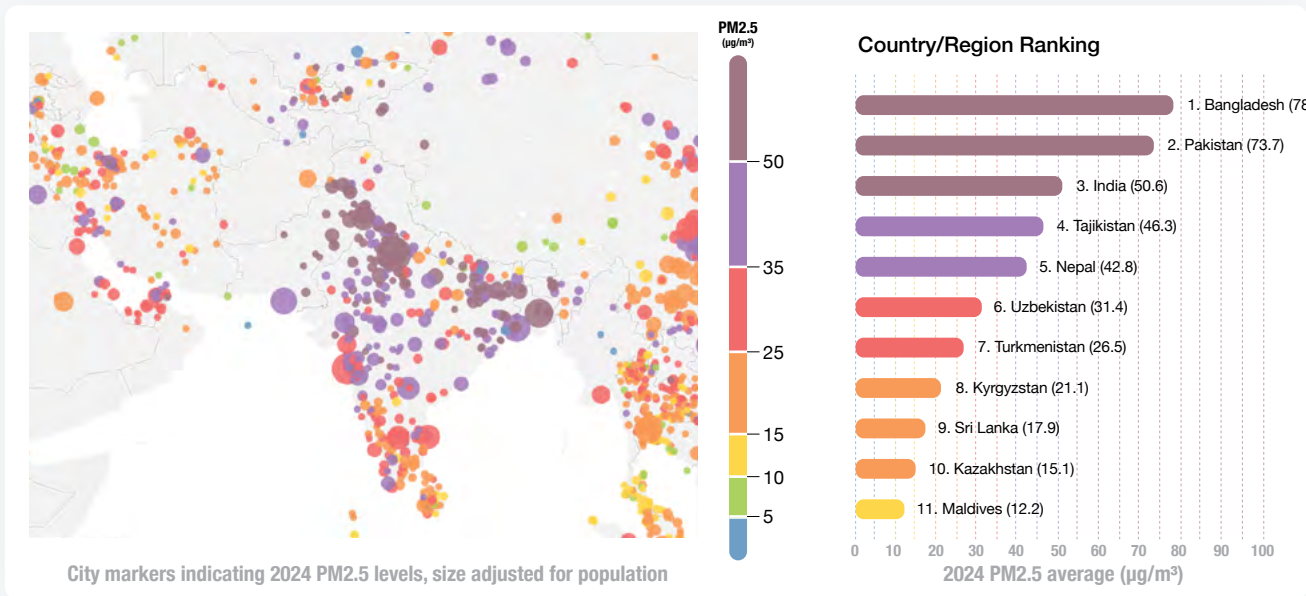 PM2.5
(µg/m³)
50
35
25
15
10
5
City markers indicating 2024 PM2.5 levels, size adjusted for population
Country/Region Ranking
1. Bangladesh (78
2. Pakistan (73.7)
3. India (50.6)
4. Tajikistan (46.3)
5. Nepal (42.8)
6. Uzbekistan (31.4)
7. Turkmenistan (26.5)
8. Kyrgyzstan (21.1)
9. Sri Lanka (17.9)
10. Kazakhstan (15.1)
11. Maldives (12.2)
0 10 20 30 40 50 60 70 80 90 100
2024 PM2.5 average (µg/m³)